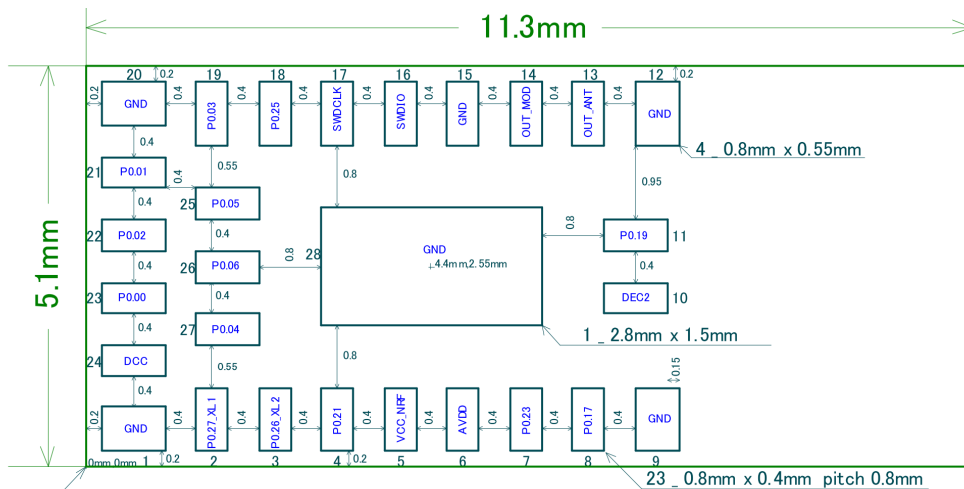 11.3mm
20 0.2 19 18 17 16 15 14 13 12 0.2
0.2 GND 0.4 P0.03 0.4 P0.25 0.4 SWDCLK 0.4 SWDIO 0.4 GND 0.4 OUT_MOD 0.4 OUT_ANT 0.4 GND
0.4 0.55 0.8 0.95 4 _ 0.8mm x 0.55mm
21 P0.01 0.4
25 P0.05
0.4
22 P0.02 0.4 0.8 P0.19 11
26 P0.06 0.8 28 GND
4.4mm,2.55mm
5.1mm
0.4 0.4 0.4
23 P0.00 DEC2 10
0.4 27 P0.04 1 _ 2.8mm x 1.5mm
24 DCC 0.8
0.4 0.55 0.15
0.2 GND 0.4 P0.27_XL1 0.4 P0.26_XL2 0.4 P0.21 0.4 VCC_NRF 0.4 AVDD 0.4 P0.23 0.4 P0.17 0.4 GND
0mm,0mm 1 0.2 2 3 4 0.2 5 6 7 8 9
23 _ 0.8mm x 0.4mm pitch 0.8mm